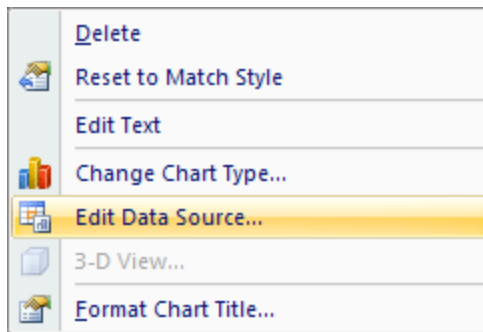 Delete
Reset to Match Style
Edit Text
Change Chart Type...
Edit Data Source...
3-D View...
Format Chart Title...